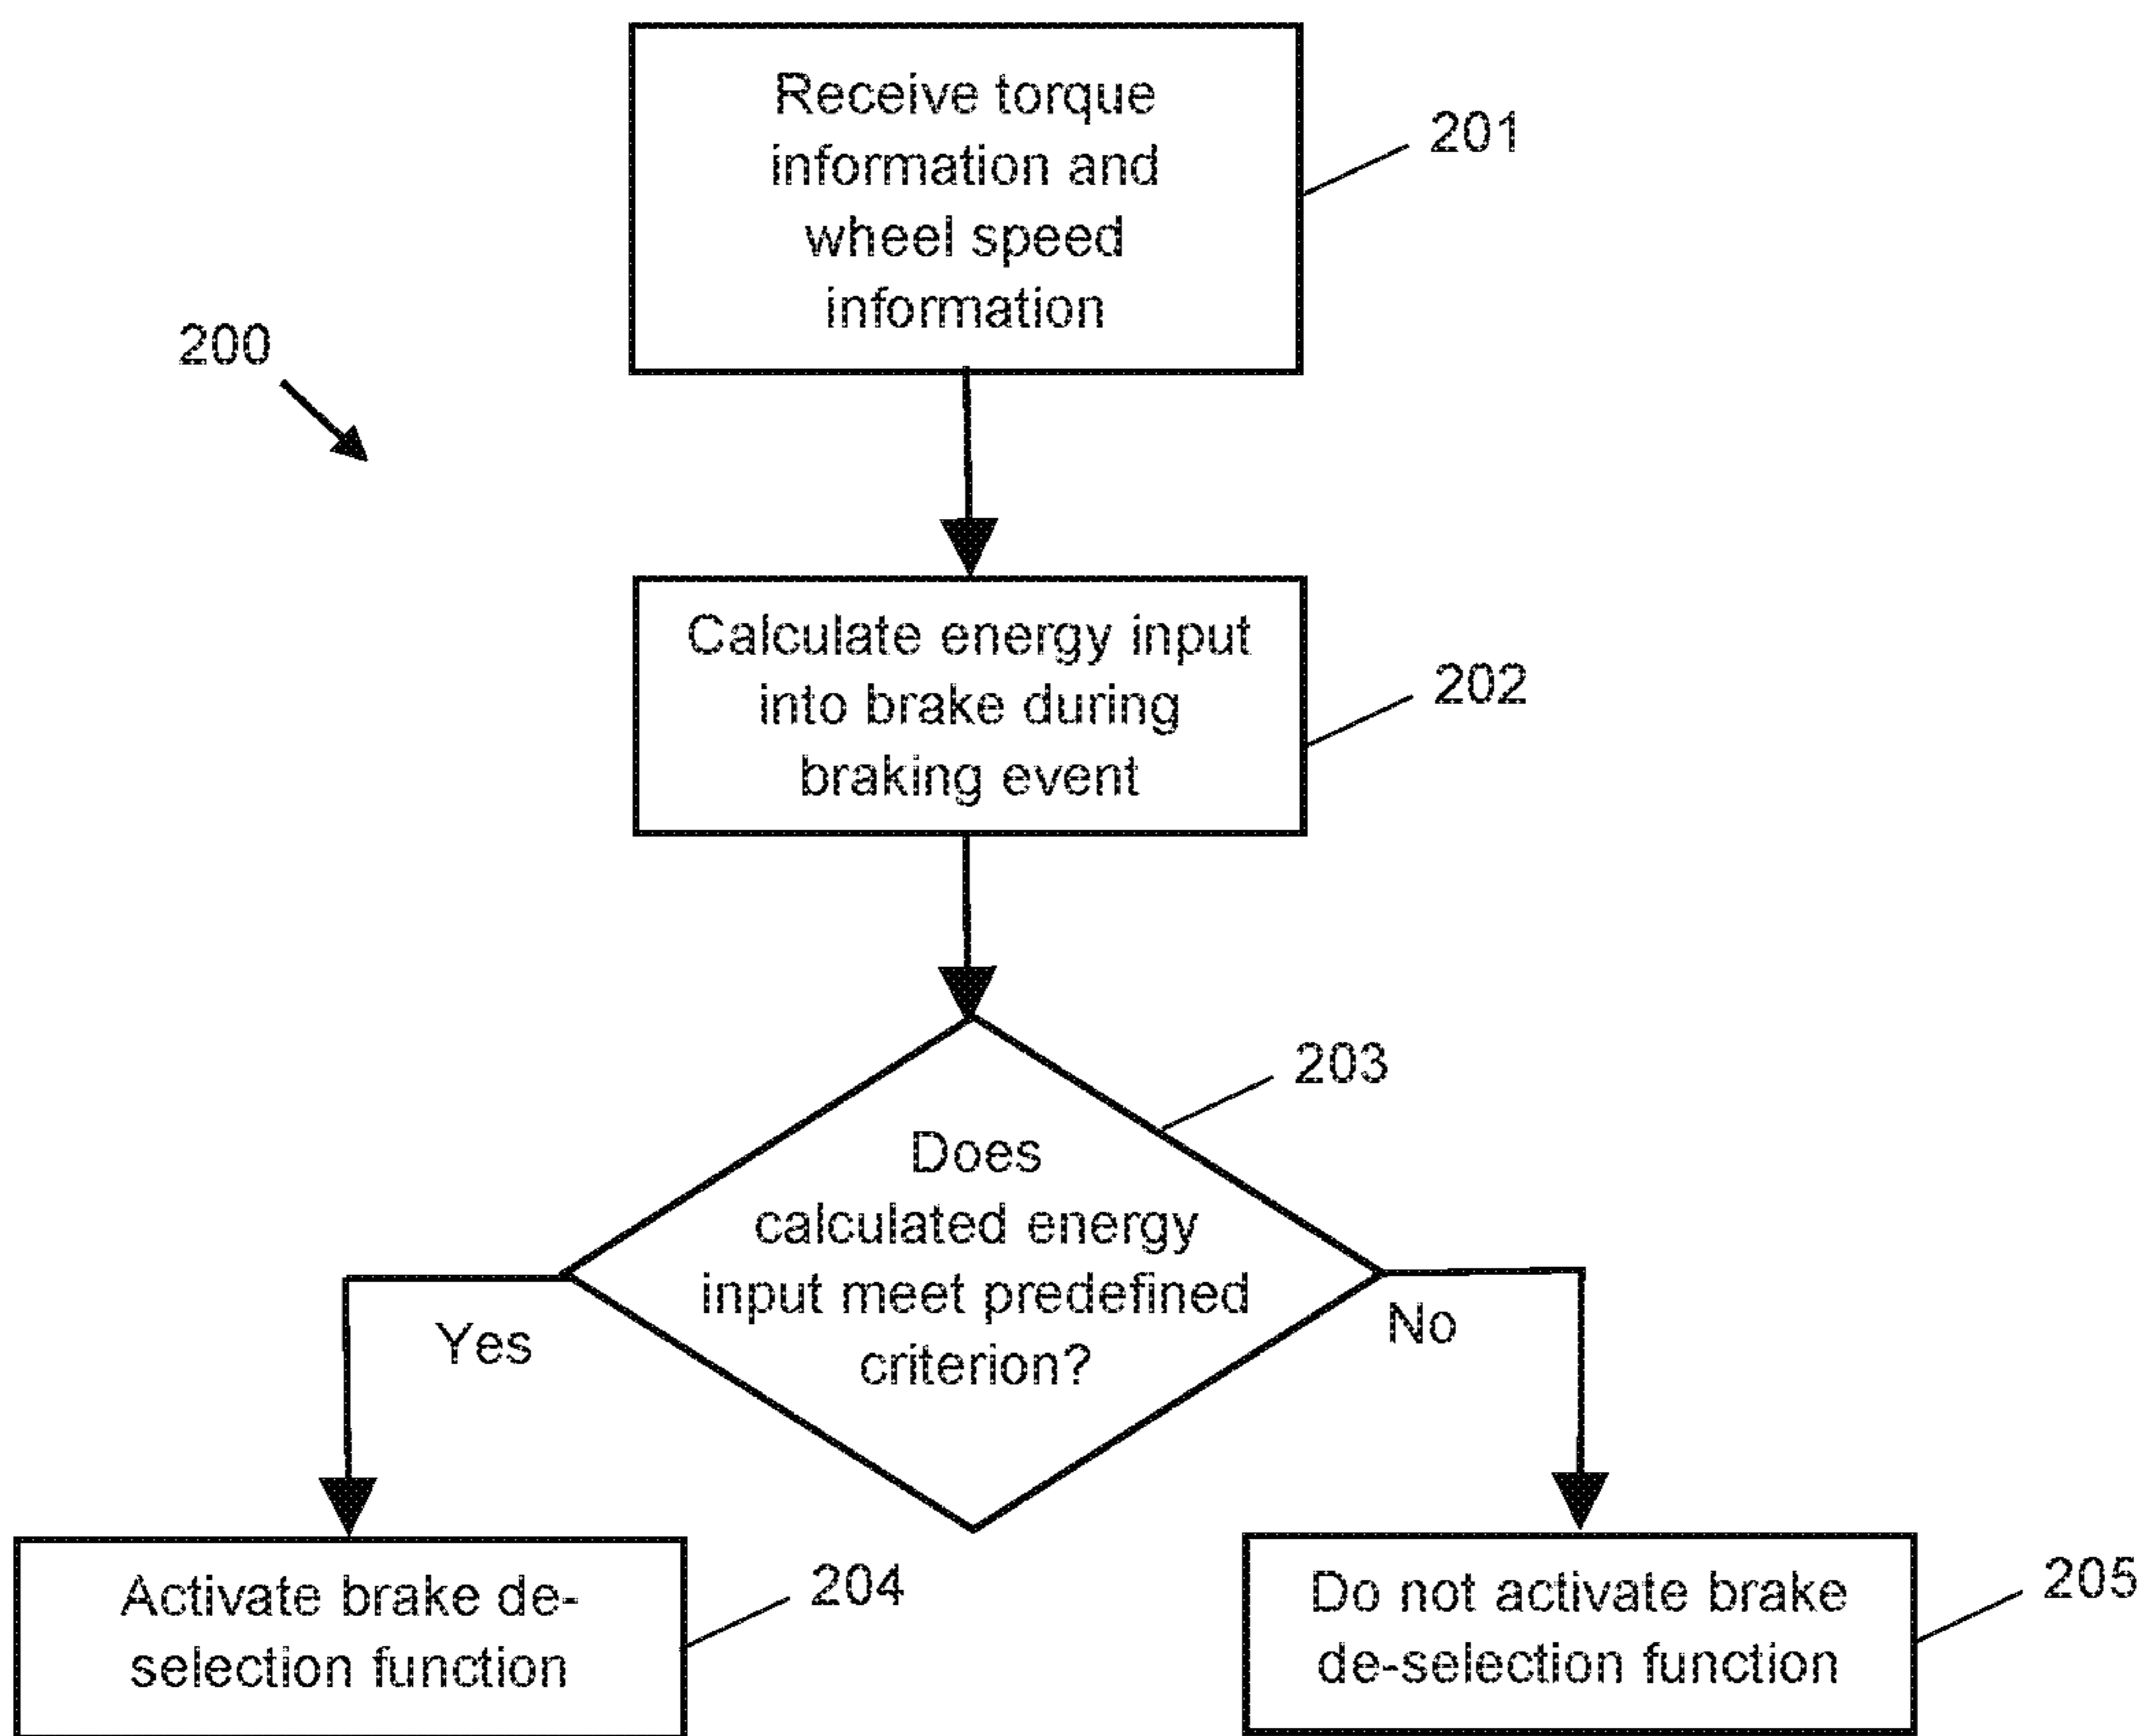 Receive torque
information and
wheel speed
information
201
200
Calculate energy input
into brake during
braking event
202
203
Does
calculated energy
input meet predefined
criterion?
Yes
No
Activate brake de-
selection function
204
Do not activate brake
de-selection function
205